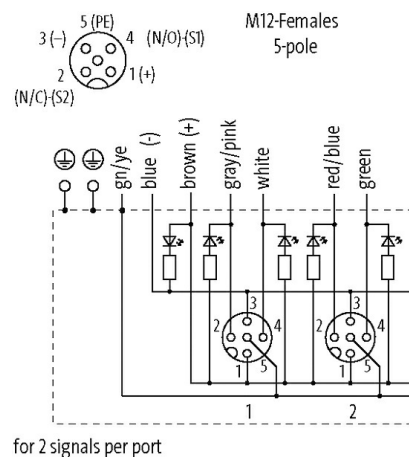 5 (PE)
M12-Females
5-pole
3 (–)
4 (N/O)-(S1)
2
1 (+)
(N/C)-(S2)
gn/ye
blue (-)
brown (+)
gray/pink
white
red/blue
green
3
3
2
4
2
4
1
5
1
5
1
2
for 2 signals per port